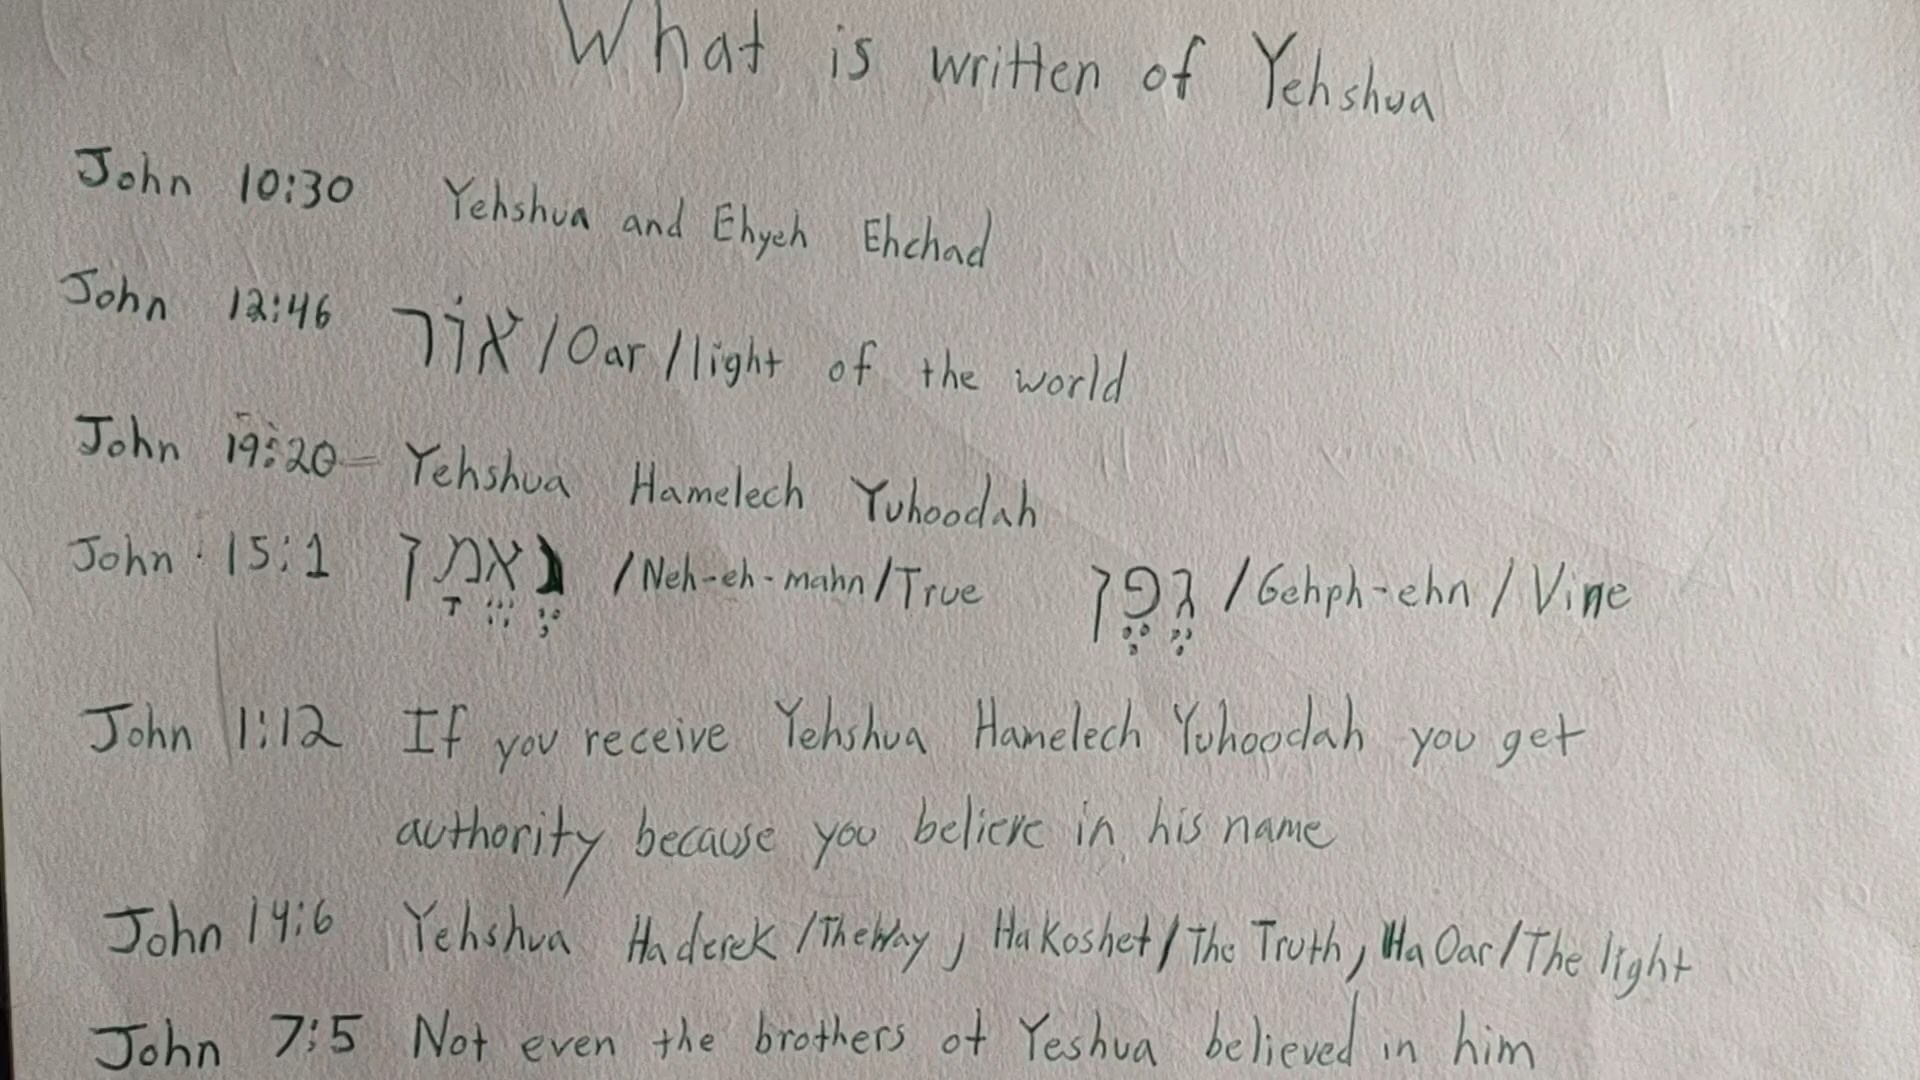 What is written of Yehshua
John 10:30 Yehshua and Ehyeh Ehchad
John 12:46 אוֹר / Oar / light of the world
John 19:20 Yehshua Hamelech Yuhoodah
John 15:1 נֶאֱמָן / Neh-eh-mahn / True גֶפֶן / Gehph-ehn / Vine
John 1:12 If you receive Yehshua Hamelech Yuhoodah you get
authority because you believe in his name
John 14:6 Yehshua Ha derek / The Way, Ha Koshet / The Truth, Ha Oar / The light
John 7:5 Not even the brothers of Yeshua believed in him